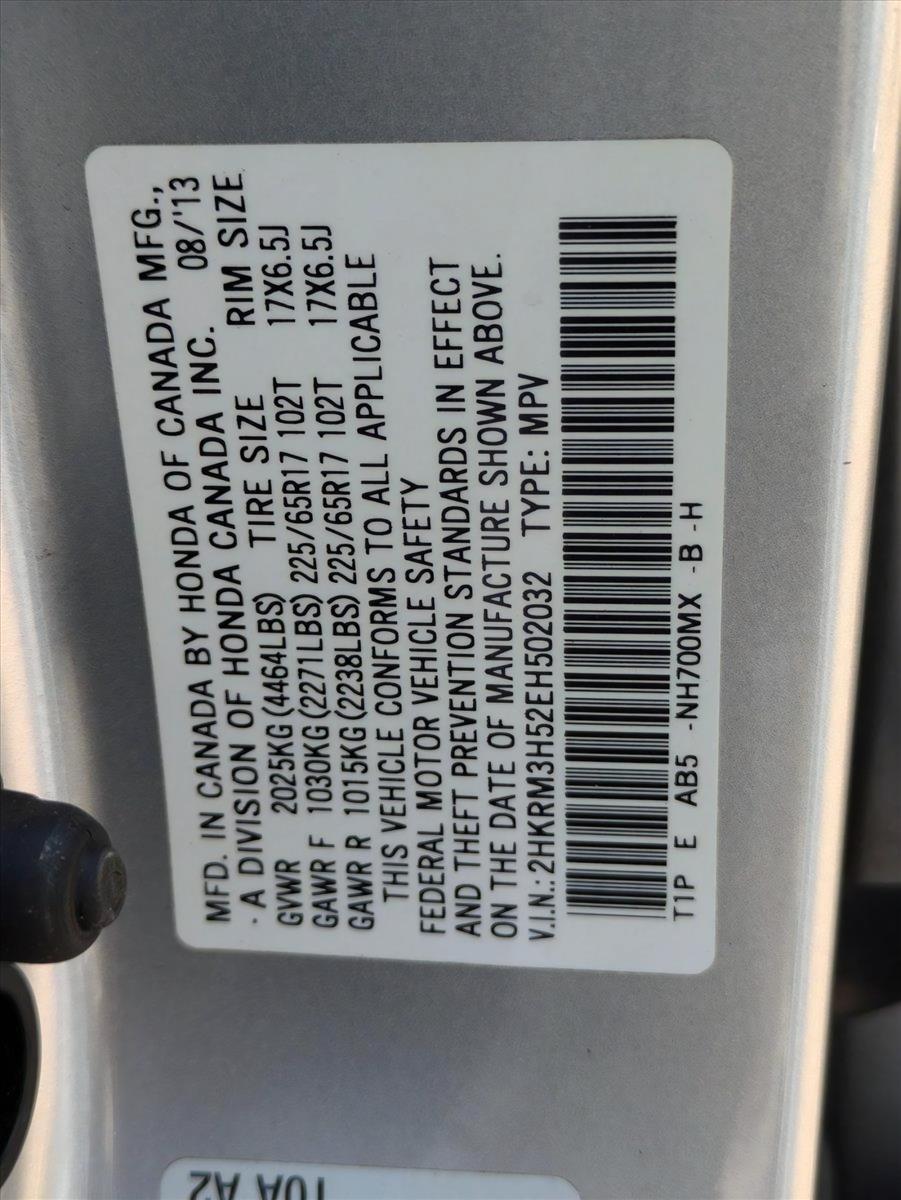 MFD. IN CANADA BY HONDA OF CANADA MFG.,
· A DIVISION OF HONDA CANADA INC. 08/'13
GVWR 2025KG(4464LBS) TIRE SIZE RIM SIZE
GAWR F 1030KG(2271LBS) 225/65R17 102T 17X6.5J
GAWR R 1015KG(2238LBS) 225/65R17 102T 17X6.5J
THIS VEHICLE CONFORMS TO ALL APPLICABLE
FEDERAL MOTOR VEHICLE SAFETY
AND THEFT PREVENTION STANDARDS IN EFFECT
ON THE DATE OF MANUFACTURE SHOWN ABOVE.
V.I.N.:2HKRM3H52EH502032 TYPE: MPV
T1P E AB5 -NH700MX -B -H
T0A A2